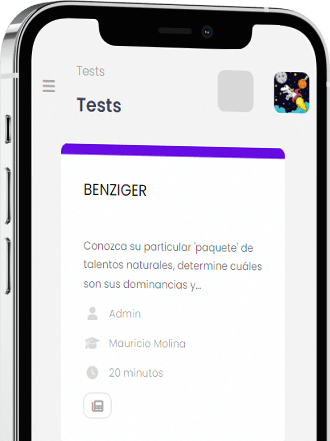 Tests
Tests
BENZIGER
Conozca su particular 'paquete' de
talentos naturales, determine cuáles
son sus dominancias y...
Admin
Mauricio Molina
20 minutos